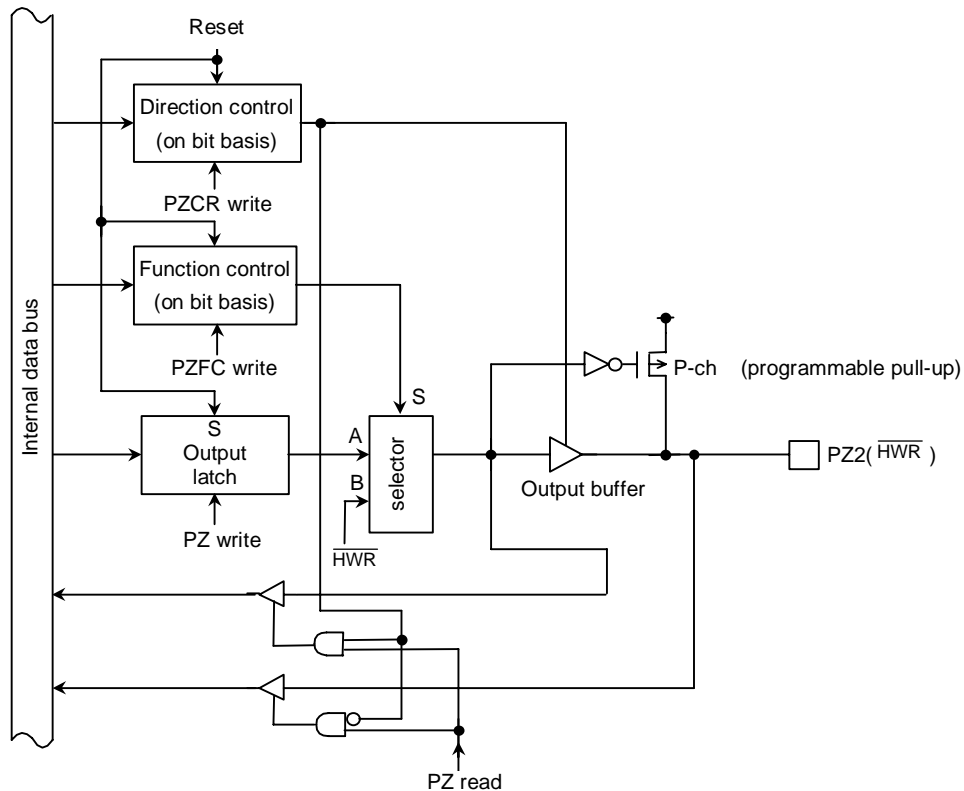 Reset
Direction control
(on bit basis)
PZCR write
Function control
(on bit basis)
PZFC write
Internal data bus
S
Output
latch
PZ write
A
B
S
selector
HWR
P-ch (programmable pull-up)
Output buffer
PZ2( HWR )
PZ read